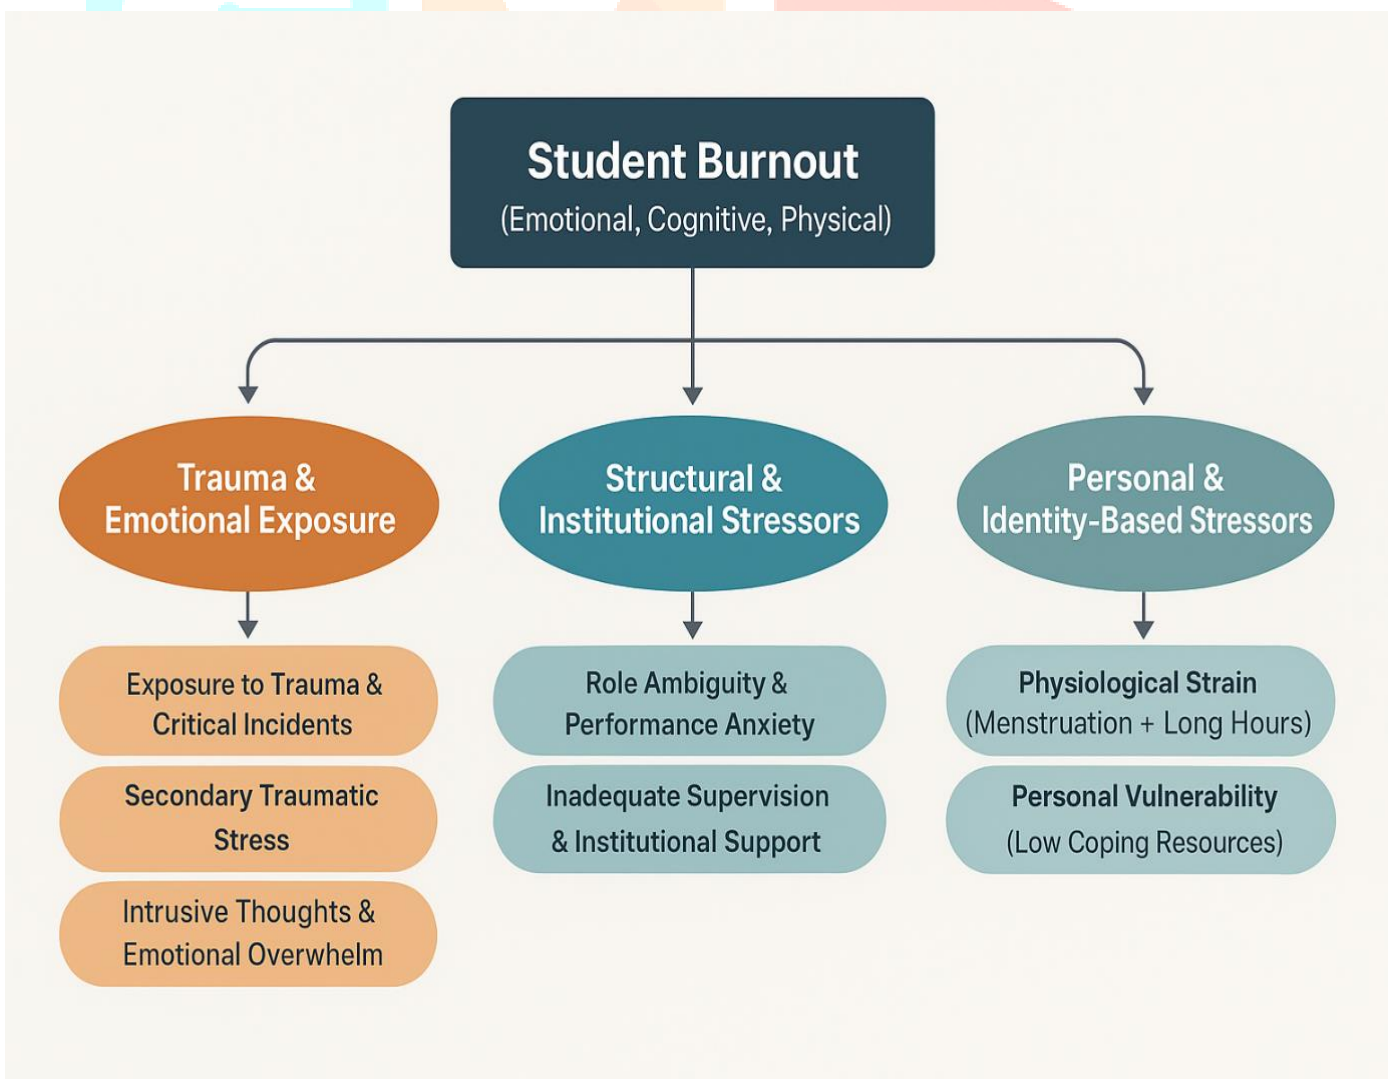 Student Burnout
(Emotional, Cognitive, Physical)
Trauma &
Emotional Exposure
Structural &
Institutional Stressors
Personal &
Identity-Based Stressors
Exposure to Trauma &
Critical Incidents
Secondary Traumatic
Stress
Intrusive Thoughts &
Emotional Overwhelm
Role Ambiguity &
Performance Anxiety
Inadequate Supervision
& Institutional Support
Physiological Strain
(Menstruation + Long Hours)
Personal Vulnerability
(Low Coping Resources)